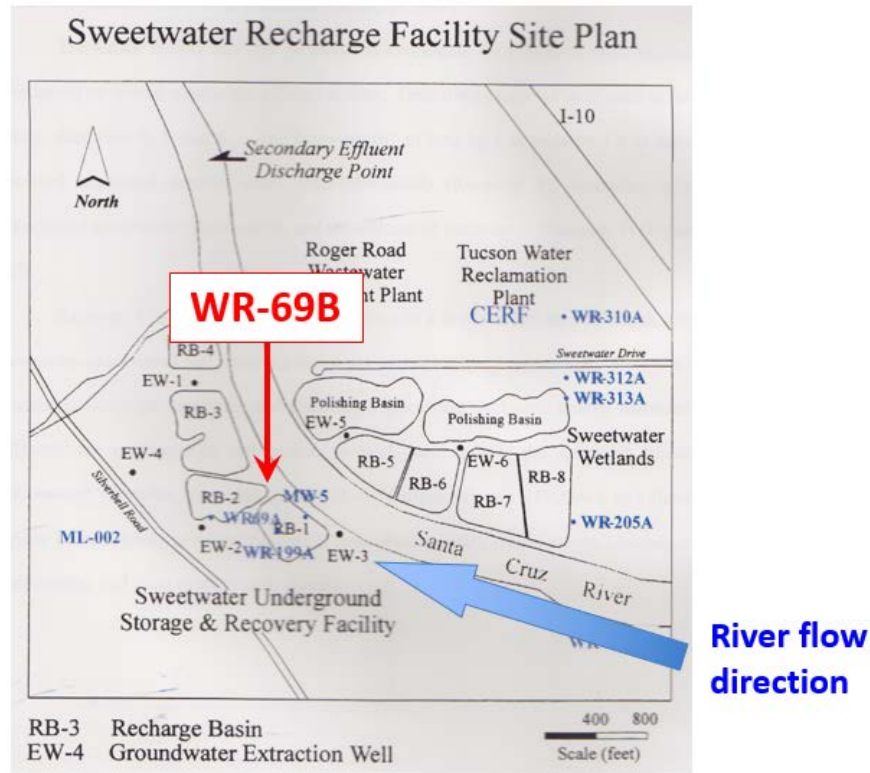 Sweetwater Recharge Facility Site Plan
I-10
Secondary Effluent
Discharge Point
North
Roger Road
Tucson Water
Reclamation
Plant
Plant
CERF
WR-310A
WR-69B
Sweetwater Drive
RB-4
EW-1
WR-312A
WR-313A
RB-3
Polishing Basin
Polishing Basin
EW-5
Sweetwater
Wetlands
EW-4
RB-5
RB-6
EW-6
RB-7
RB-8
Silverbell Road
RB-2
MW-5
WR69A
RB-1
WR-205A
ML-002
EW-2
WR-199A
EW-3
Santa
Cruz
River
Sweetwater Underground
Storage & Recovery Facility
River flow
direction
RB-3 Recharge Basin
EW-4 Groundwater Extraction Well
400 800
Scale (feet)